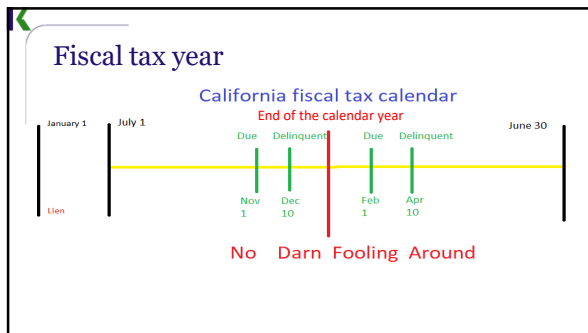 Fiscal tax year
California fiscal tax calendar
End of the calendar year
January 1
July 1
June 30
Due
Delinquent
Due
Delinquent
Lien
Nov
1
Dec
10
Feb
1
Apr
10
No Darn Fooling Around